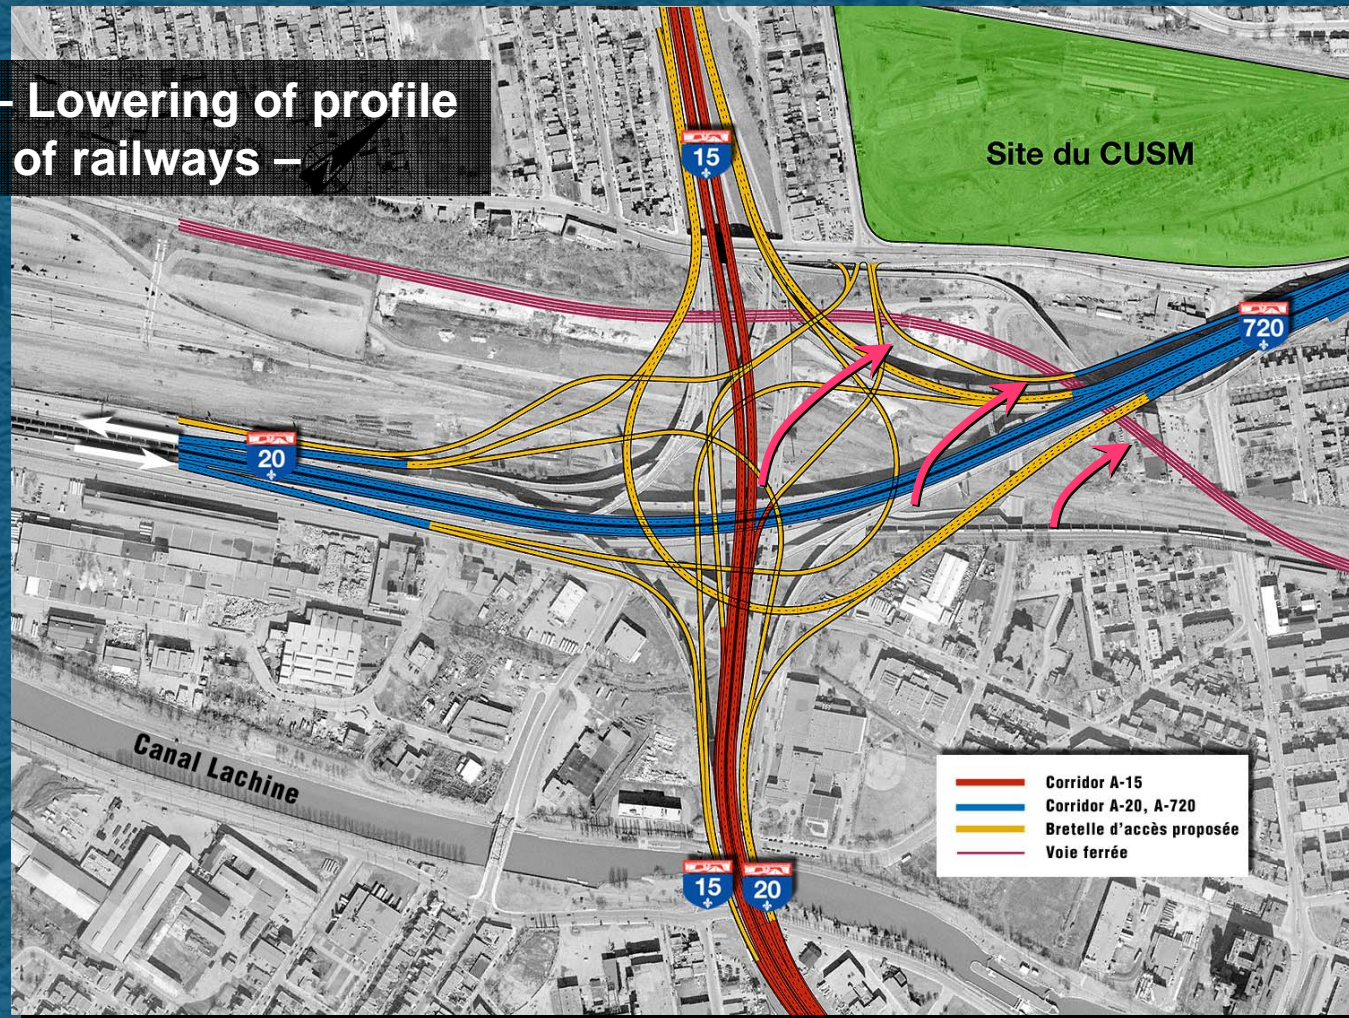 – Lowering of profile
of railways –
15
Site du CUSM
720
20
Canal Lachine
Corridor A-15
Corridor A-20, A-720
Bretelle d'accès proposée
Voie ferrée
15
20